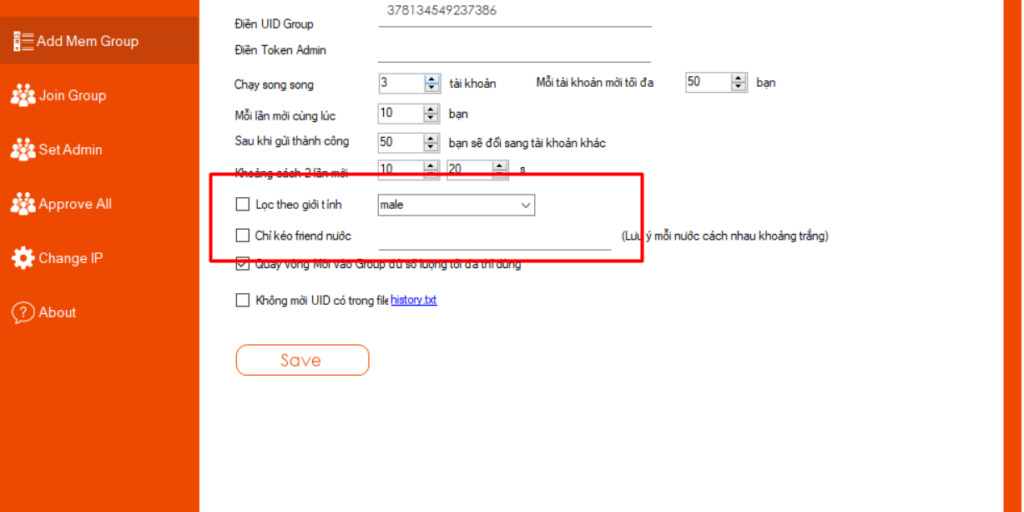 378134549237386
Điền UID Group
Add Mem Group
Điền Token Admin
Chạy song song 3 tài khoản Mỗi tài khoản mời tối đa 50 bạn
Join Group
Mỗi lần mời cùng lúc 10 bạn
Sau khi gửi thành công 50 bạn sẽ đổi sang tài khoản khác
Set Admin
Khoảng cách 2 lần mời 10 20 s
Approve All
Lọc theo giới tính male
Chỉ kéo friend nước (Lưu ý mỗi nước cách nhau khoảng trắng)
Change IP
Quay vòng Mời vào Group đủ số lượng tối đa thì dừng
Không mời UID có trong file history.txt
About
Save